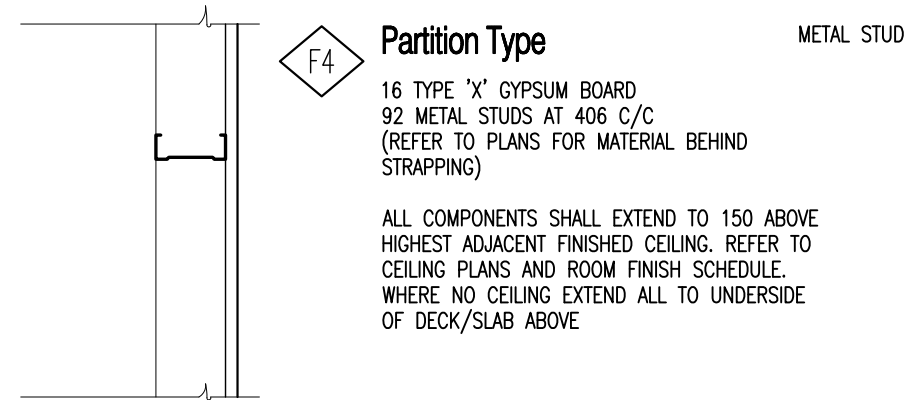 F4
Partition Type
METAL STUD
16 TYPE 'X' GYPSUM BOARD
92 METAL STUDS AT 406 C/C
(REFER TO PLANS FOR MATERIAL BEHIND
STRAPPING)
ALL COMPONENTS SHALL EXTEND TO 150 ABOVE
HIGHEST ADJACENT FINISHED CEILING. REFER TO
CEILING PLANS AND ROOM FINISH SCHEDULE.
WHERE NO CEILING EXTEND ALL TO UNDERSIDE
OF DECK/SLAB ABOVE